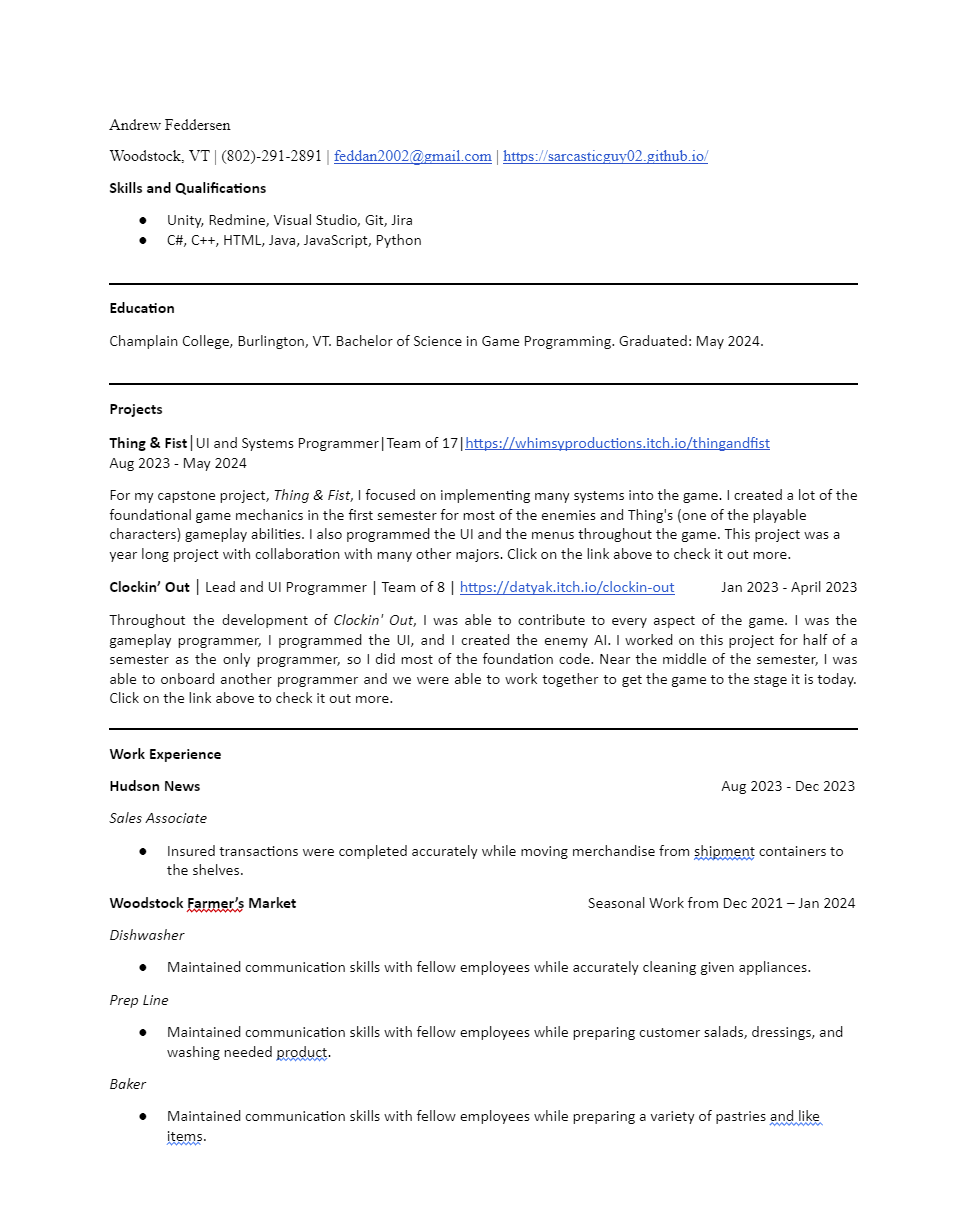 Andrew Feddersen
Woodstock, VT | (802)-291-2891 | feddan2002@gmail.com | https://sarcasticguy02.github.io/
Skills and Qualifications
● Unity, Redmine, Visual Studio, Git, Jira
● C#, C++, HTML, Java, JavaScript, Python
Education
Champlain College, Burlington, VT. Bachelor of Science in Game Programming. Graduated: May 2024.
Projects
Thing & Fist|UI and Systems Programmer|Team of 17|https://whimsyproductions.itch.io/thingandfist
Aug 2023 - May 2024
For my capstone project, Thing & Fist, I focused on implementing many systems into the game. I created a lot of the
foundational game mechanics in the first semester for most of the enemies and Thing's (one of the playable
characters) gameplay abilities. I also programmed the UI and the menus throughout the game. This project was a
year long project with collaboration with many other majors. Click on the link above to check it out more.
Clockin’ Out | Lead and UI Programmer | Team of 8 | https://datyak.itch.io/clockin-out Jan 2023 - April 2023
Throughout the development of Clockin' Out, I was able to contribute to every aspect of the game. I was the
gameplay programmer, I programmed the UI, and I created the enemy AI. I worked on this project for half of a
semester as the only programmer, so I did most of the foundation code. Near the middle of the semester, I was
able to onboard another programmer and we were able to work together to get the game to the stage it is today.
Click on the link above to check it out more.
Work Experience
Hudson News Aug 2023 - Dec 2023
Sales Associate
● Insured transactions were completed accurately while moving merchandise from shipment containers to
the shelves.
Woodstock Farmer’s Market Seasonal Work from Dec 2021 – Jan 2024
Dishwasher
● Maintained communication skills with fellow employees while accurately cleaning given appliances.
Prep Line
● Maintained communication skills with fellow employees while preparing customer salads, dressings, and
washing needed product.
Baker
● Maintained communication skills with fellow employees while preparing a variety of pastries and like
items.